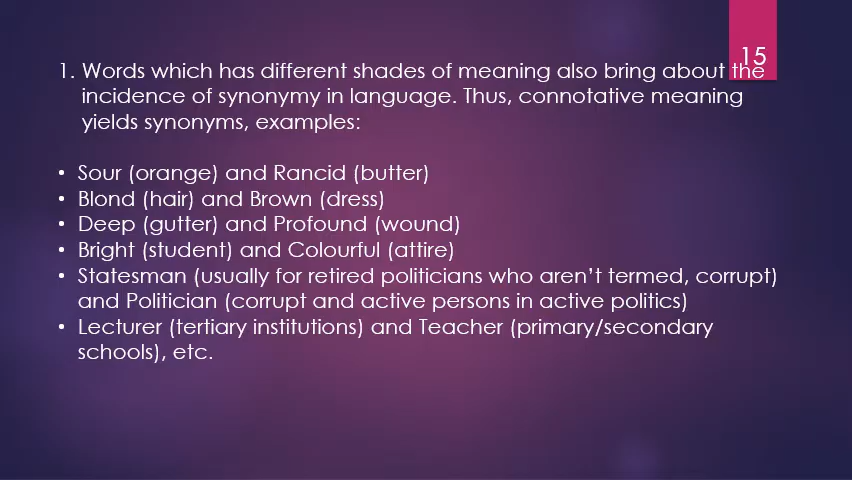 15
1. Words which has different shades of meaning also bring about the
incidence of synonymy in language. Thus, connotative meaning
yields synonyms, examples:
• Sour (orange) and Rancid (butter)
• Blond (hair) and Brown (dress)
• Deep (gutter) and Profound (wound)
• Bright (student) and Colourful (attire)
• Statesman (usually for retired politicians who aren’t termed, corrupt)
and Politician (corrupt and active persons in active politics)
• Lecturer (tertiary institutions) and Teacher (primary/secondary
schools), etc.